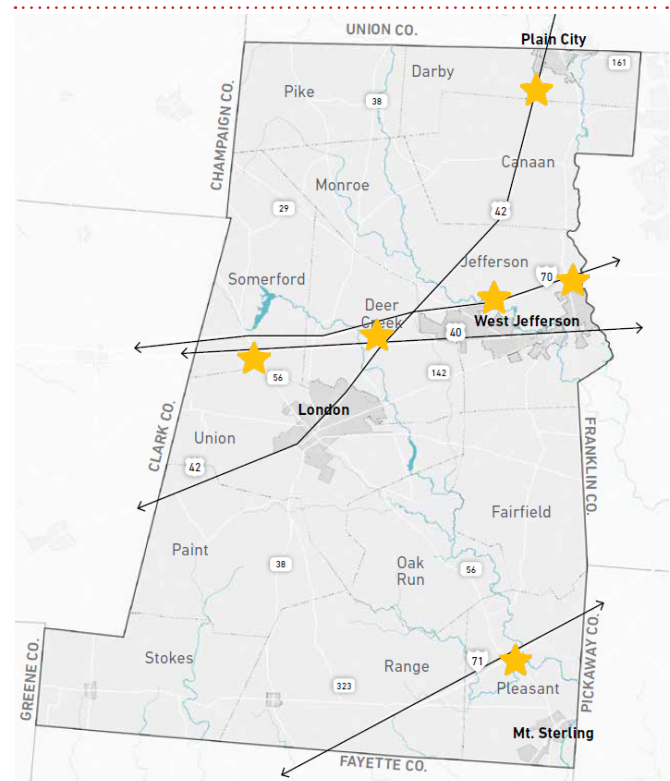 UNION CO.
Plain City
161
Darby
Pike
38
CHAMPAIGN CO.
Canaan
Monroe
29
42
Jefferson
70
Somerford
Deer
Creek
West Jefferson
40
56
142
London
CLARK CO.
Union
FRANKLIN CO.
42
Fairfield
Paint
Oak
Run
38
56
GREENE CO.
PICKAWAY CO.
Stokes
Range
71
323
Pleasant
Mt. Sterling
FAYETTE CO.